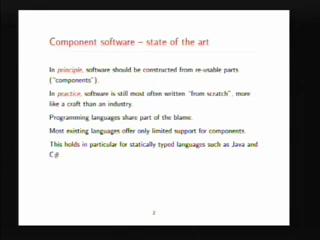 Component software – state of the art
In principle, software should be constructed from re-usable parts
("components").
In practice, software is still most often written "from scratch", more
like a craft than an industry.
Programming languages share part of the blame.
Most existing languages offer only limited support for components.
This holds in particular for statically typed languages such as Java and
C#
2